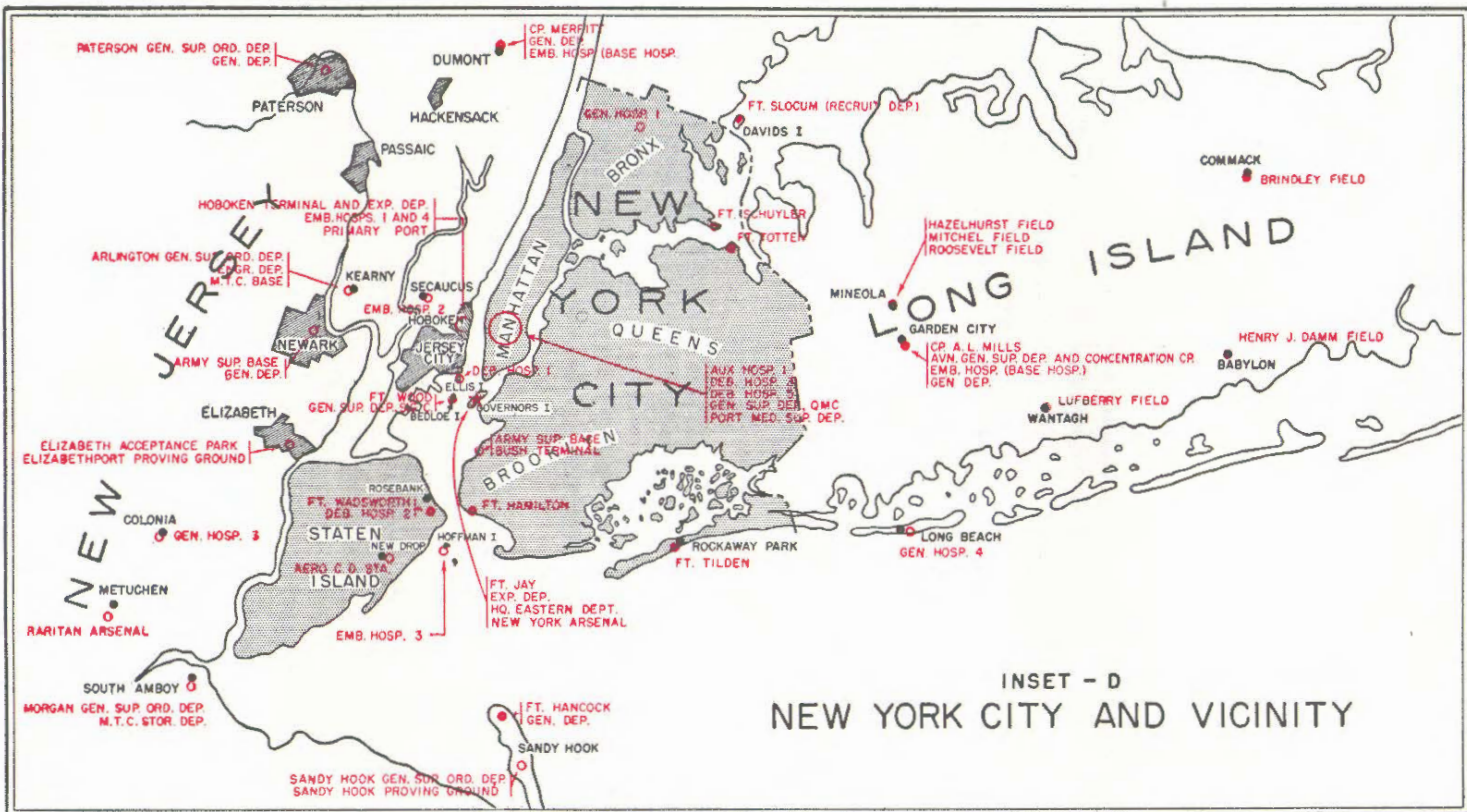 PATERSON GEN. SUP. ORD. DEP.
GEN. DEP.
PATERSON
HACKENSACK
PASSAIC
CP. MERRITT
GEN. DEP.
EMB. HOSP. (BASE HOSP.
DUMONT
GEN. HOSP. 1
BRONX
FT. SLOCUM (RECRUIT DEP.)
DAVIDS I
COMMACK
BRINDLEY FIELD
HOBOKEN TERMINAL AND EXP. DEP.
EMB. HOSPS. 1 AND 4
PRIMARY PORT
NEW
YORK
CITY
FT. SCHUYLER
FT. TOTTEN
HAZELHURST FIELD
MITCHEL FIELD
ROOSEVELT FIELD
MINEOLA
LONG ISLAND
NEW JERSEY
ARLINGTON GEN. SUP. ORD. DEP.
ENGR. DEP.
M.T.C. BASE
KEARNY
SECAUCUS
EMB. HOSP. 2
HOBOKEN
MANHATTAN
QUEENS
GARDEN CITY
CP. A.L. MILLS
AVN. GEN. SUP. DEP. AND CONCENTRATION CP.
EMB. HOSP. (BASE HOSP.)
GEN DEP.
HENRY J. DAMM FIELD
BABYLON
NEWARK
JERSEY
CITY
ARMY SUP. BASE
GEN. DEP.
DEB. HOSP. 1
ELLIS I
FT. WOOD
GEN. SUP. DEP.
BEDLOE I
GOVERNORS I
AUX HOSP. 1
DEB. HOSP.
DEB. HOSP.
GEN. SUP. DEP., QMC
PORT MED. SUP. DEP.
LUFBERRY FIELD
WANTAGH
ELIZABETH
ELIZABETH ACCEPTANCE PARK
ELIZABETHPORT PROVING GROUND
ARMY SUP. BASE
BUSH TERMINAL
BROOKLYN
ROSEBANK
FT. WADSWORTH
DEB. HOSP 2
FT. HAMILTON
COLONIA
GEN. HOSP. 3
STATEN
ISLAND
NEW DROP
AERO C. D. STA.
HOFFMAN I
ROCKAWAY PARK
FT. TILDEN
LONG BEACH
GEN. HOSP. 4
METUCHEN
RARITAN ARSENAL
EMB. HOSP. 3
FT. JAY
EXP. DEP.
HQ. EASTERN DEPT.
NEW YORK ARSENAL
SOUTH AMBOY
MORGAN GEN. SUP. ORD. DEP.
M.T.C. STOR. DEP.
FT. HANCOCK
GEN. DEP.
SANDY HOOK
SANDY HOOK GEN. SUP. ORD. DEP.
SANDY HOOK PROVING GROUND
INSET - D
NEW YORK CITY AND VICINITY